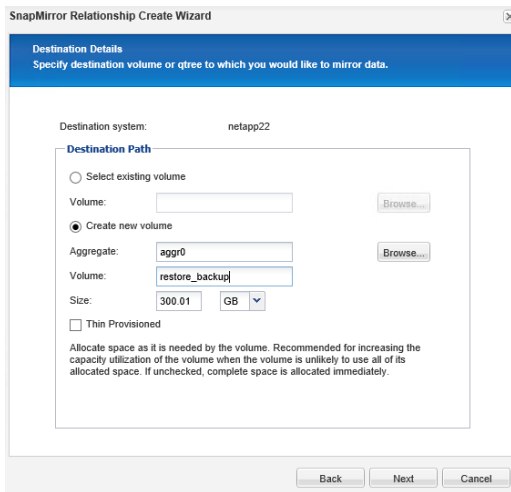 SnapMirror Relationship Create Wizard
Destination Details
Specify destination volume or qtree to which you would like to mirror data.
Destination system: netapp22
Destination Path
Select existing volume
Volume: Browse...
Create new volume
Aggregate: aggr0 Browse...
Volume: restore_backup
Size: 300.01 GB
Thin Provisioned
Allocate space as it is needed by the volume. Recommended for increasing the
capacity utilization of the volume when the volume is unlikely to use all of its
allocated space. If unchecked, complete space is allocated immediately.
Back Next Cancel